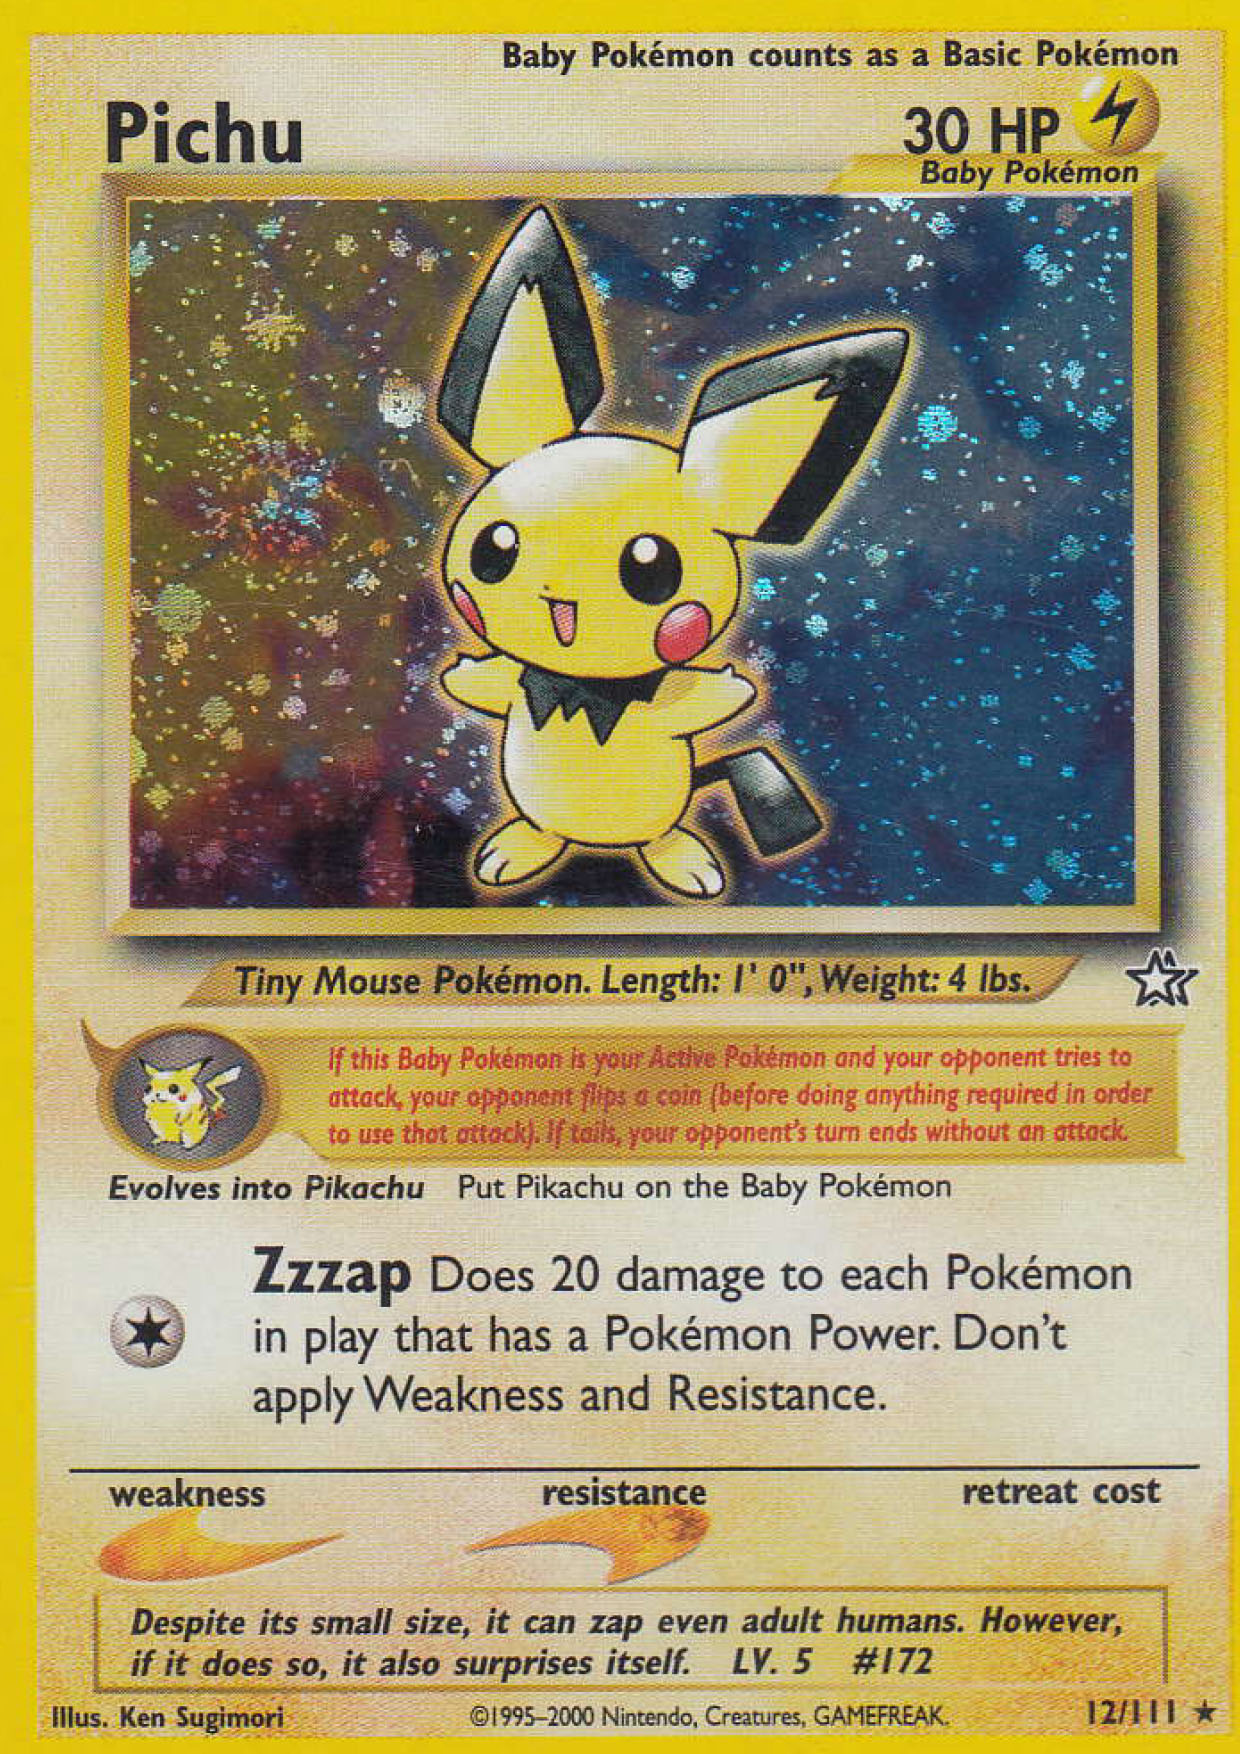 Baby Pokémon counts as a Basic Pokémon
Pichu
30 HP
Baby Pokémon
Tiny Mouse Pokémon. Length: 1' 0", Weight: 4 lbs.
If this Baby Pokémon is your Active Pokémon and your opponent tries to
attack, your opponent flips a coin (before doing anything required in order
to use that attack). If tails, your opponent's turn ends without an attack.
Evolves into Pikachu Put Pikachu on the Baby Pokémon
Zzzap Does 20 damage to each Pokémon
in play that has a Pokémon Power. Don't
apply Weakness and Resistance.
weakness resistance retreat cost
Despite its small size, it can zap even adult humans. However,
if it does so, it also surprises itself. LV. 5 #172
Illus. Ken Sugimori ©1995–2000 Nintendo, Creatures, GAMEFREAK. 12/111 ★